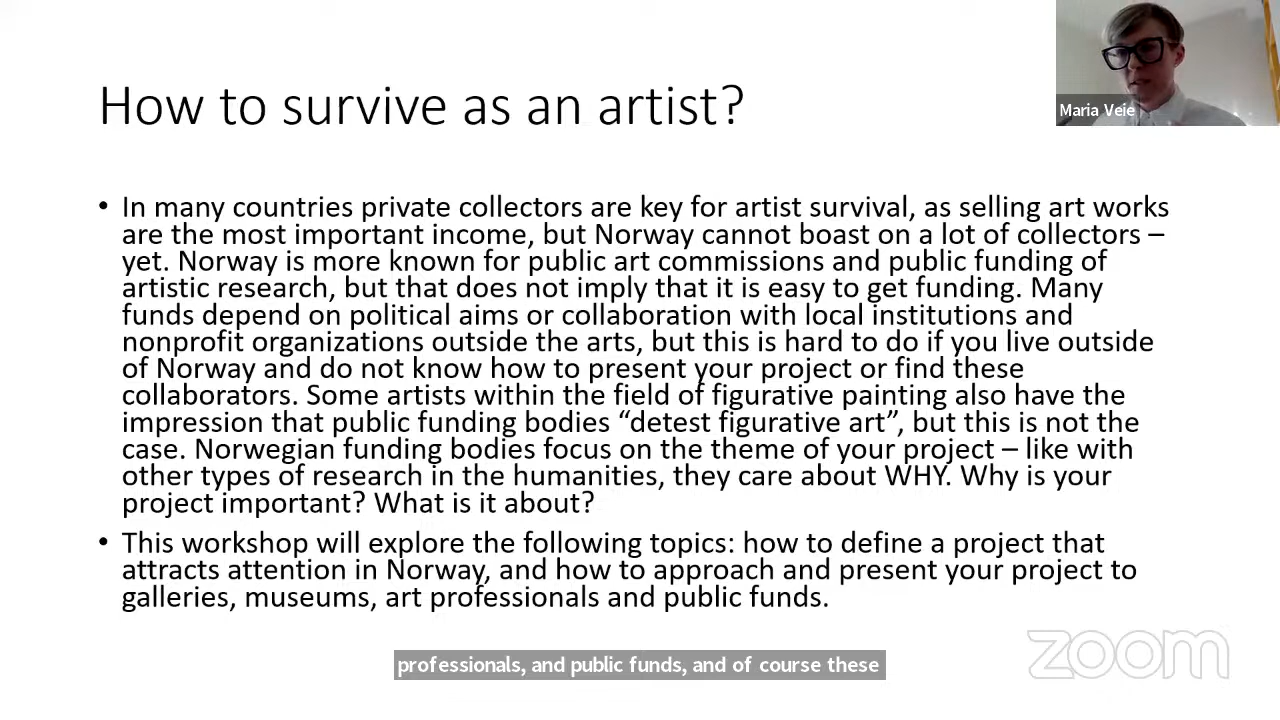 How to survive as an artist?
Maria Veie
• In many countries private collectors are key for artist survival, as selling art works
are the most important income, but Norway cannot boast on a lot of collectors –
yet. Norway is more known for public art commissions and public funding of
artistic research, but that does not imply that it is easy to get funding. Many
funds depend on political aims or collaboration with local institutions and
nonprofit organizations outside the arts, but this is hard to do if you live outside
of Norway and do not know how to present your project or find these
collaborators. Some artists within the field of figurative painting also have the
impression that public funding bodies “detest figurative art”, but this is not the
case. Norwegian funding bodies focus on the theme of your project – like with
other types of research in the humanities, they care about WHY. Why is your
project important? What is it about?
• This workshop will explore the following topics: how to define a project that
attracts attention in Norway, and how to approach and present your project to
galleries, museums, art professionals and public funds.
professionals, and public funds, and of course these
zoom